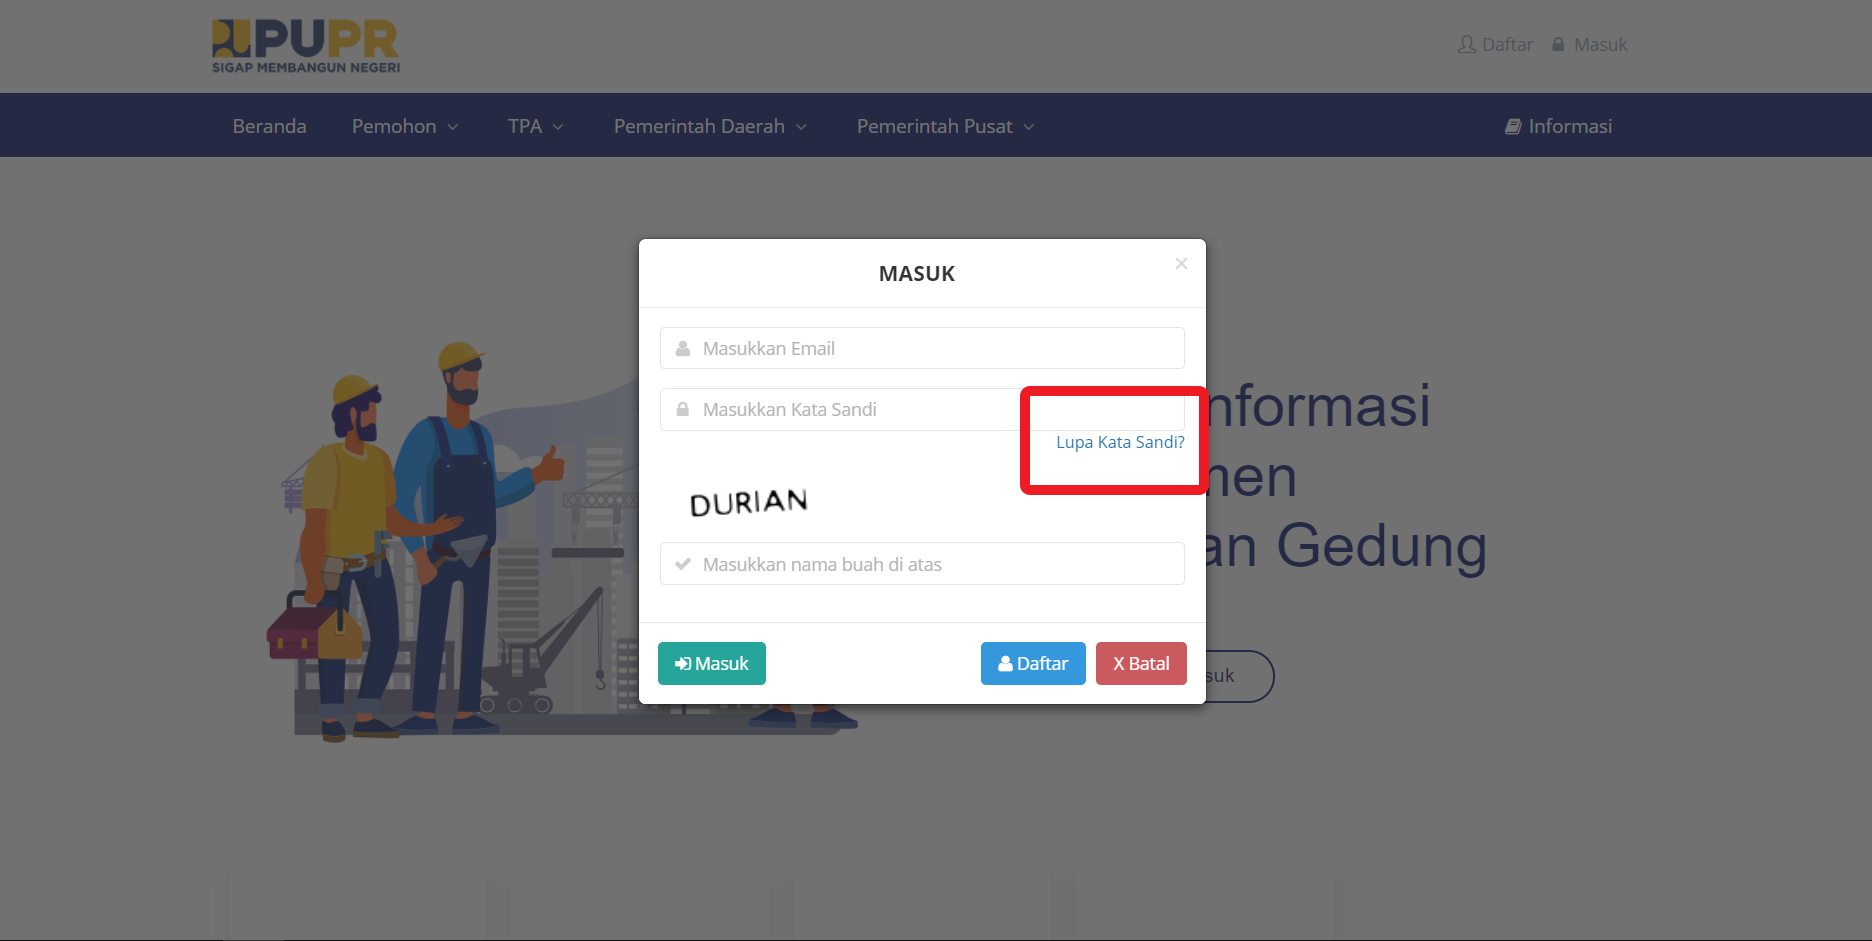 PUPR
SIGAP MEMBANGUN NEGERI
Daftar
Masuk
Beranda
Pemohon
TPA
Pemerintah Daerah
Pemerintah Pusat
Informasi
MASUK
×
Masukkan Email
Masukkan Kata Sandi
Lupa Kata Sandi?
DURIAN
Masukkan nama buah di atas
Masuk
Daftar
X Batal
nformasi
nen
an Gedung
suk